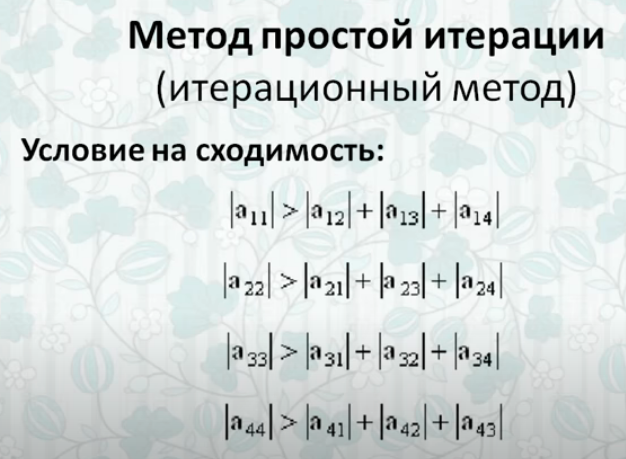 Метод простой итерации
(итерационный метод)
Условие на сходимость:
|a₁₁| > |a₁₂| + |a₁₃| + |a₁₄|
|a₂₂| > |a₂₁| + |a₂₃| + |a₂₄|
|a₃₃| > |a₃₁| + |a₃₂| + |a₃₄|
|a₄₄| > |a₄₁| + |a₄₂| + |a₄₃|